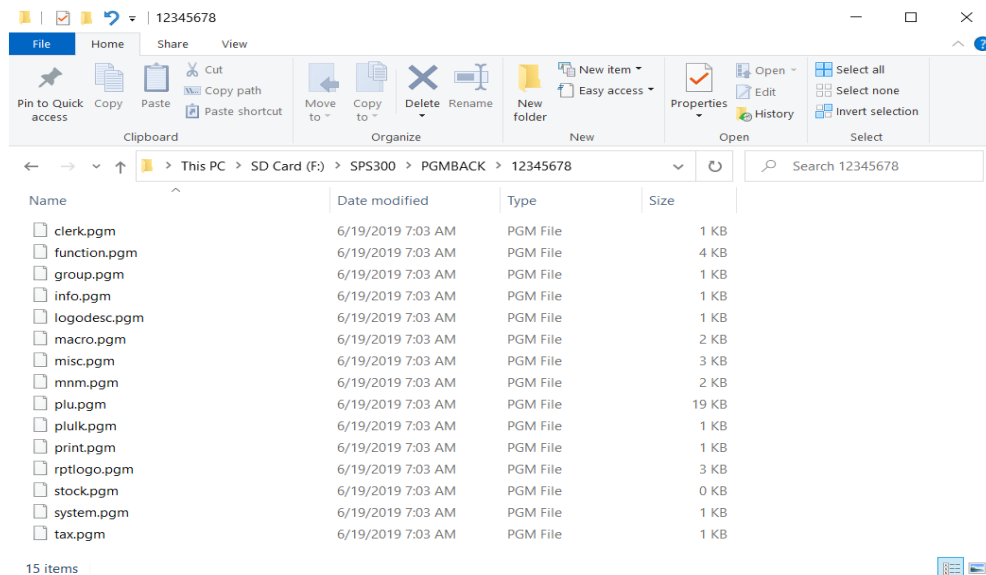 12345678
File Home Share View
Pin to Quick access
Copy
Paste
Cut
Copy path
Paste shortcut
Clipboard
Move to
Copy to
Delete
Rename
Organize
New folder
New item
Easy access
New
Properties
Open
Edit
History
Open
Select all
Select none
Invert selection
Select
This PC > SD Card (F:) > SPS300 > PGMBACK > 12345678
Search 12345678
Name Date modified Type Size
clerk.pgm 6/19/2019 7:03 AM PGM File 1 KB
function.pgm 6/19/2019 7:03 AM PGM File 4 KB
group.pgm 6/19/2019 7:03 AM PGM File 1 KB
info.pgm 6/19/2019 7:03 AM PGM File 1 KB
logodesc.pgm 6/19/2019 7:03 AM PGM File 1 KB
macro.pgm 6/19/2019 7:03 AM PGM File 2 KB
misc.pgm 6/19/2019 7:03 AM PGM File 3 KB
mnm.pgm 6/19/2019 7:03 AM PGM File 2 KB
plu.pgm 6/19/2019 7:03 AM PGM File 19 KB
plulk.pgm 6/19/2019 7:03 AM PGM File 1 KB
print.pgm 6/19/2019 7:03 AM PGM File 1 KB
rptlogo.pgm 6/19/2019 7:03 AM PGM File 3 KB
stock.pgm 6/19/2019 7:03 AM PGM File 0 KB
system.pgm 6/19/2019 7:03 AM PGM File 1 KB
tax.pgm 6/19/2019 7:03 AM PGM File 1 KB
15 items